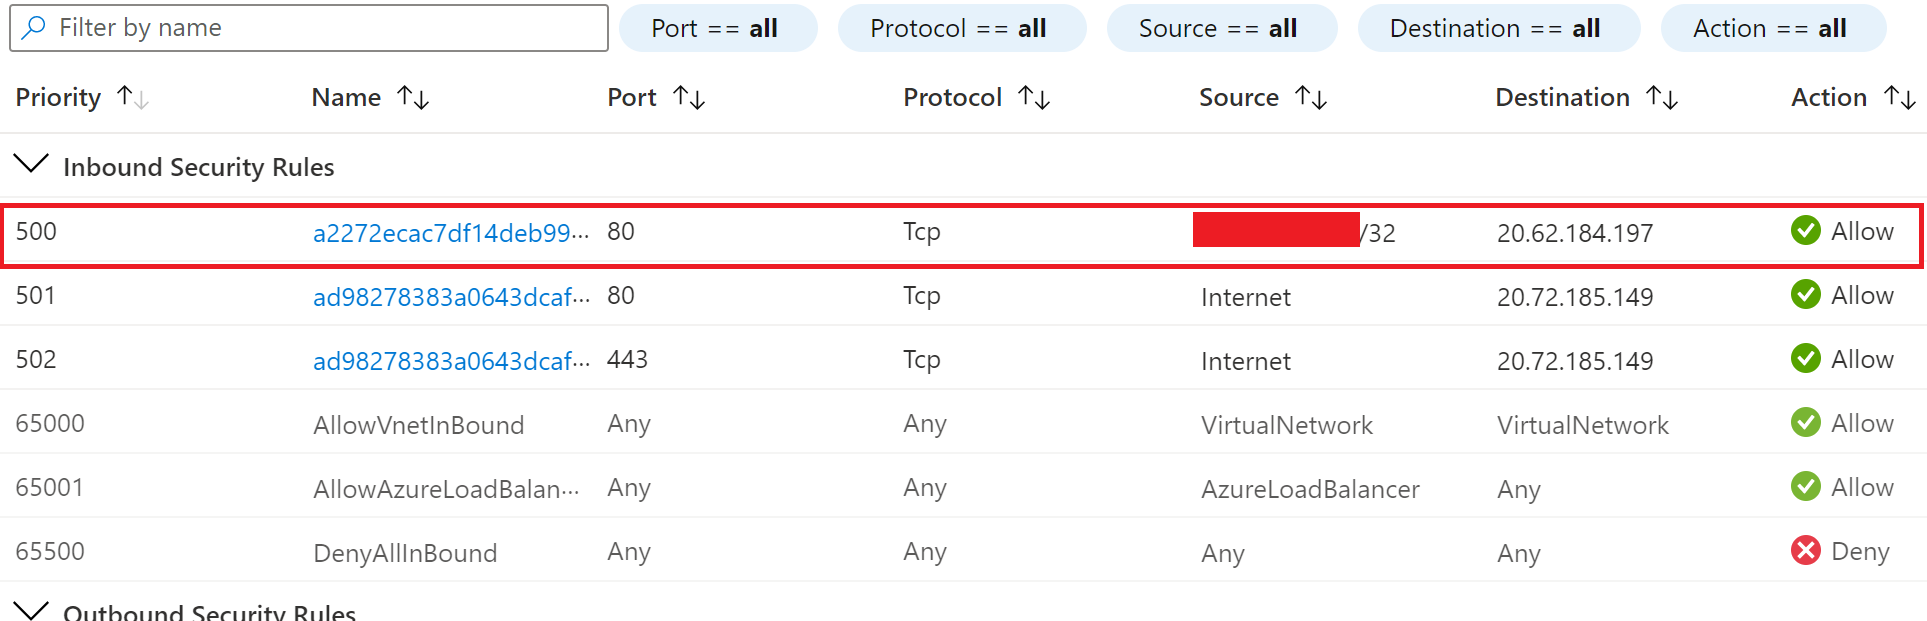 Filter by name Port == all Protocol == all Source == all Destination == all Action == all
Priority Name Port Protocol Source Destination Action
Inbound Security Rules
500 a2272ecac7df14deb99... 80 Tcp /32 20.62.184.197 Allow
501 ad98278383a0643dcaf... 80 Tcp Internet 20.72.185.149 Allow
502 ad98278383a0643dcaf... 443 Tcp Internet 20.72.185.149 Allow
65000 AllowVnetInBound Any Any VirtualNetwork VirtualNetwork Allow
65001 AllowAzureLoadBalan... Any Any AzureLoadBalancer Any Allow
65500 DenyAllInBound Any Any Any Any Deny
Outbound Security Rules